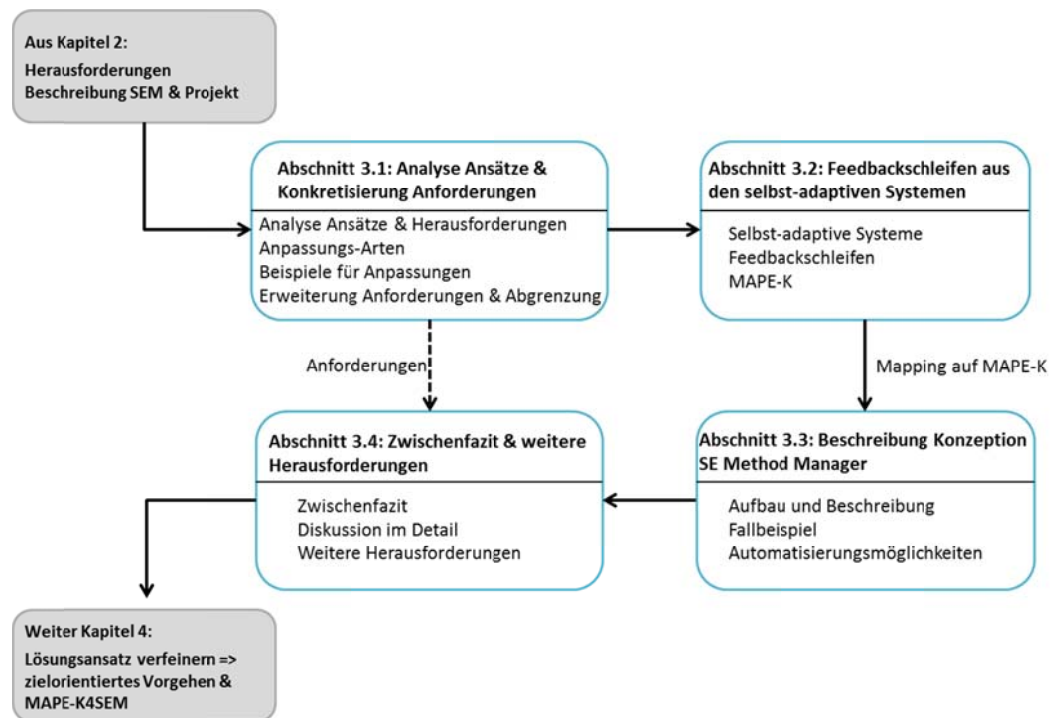 Aus Kapitel 2:
Herausforderungen
Beschreibung SEM & Projekt
Abschnitt 3.1: Analyse Ansätze &
Konkretisierung Anforderungen
Analyse Ansätze & Herausforderungen
Anpassungs-Arten
Beispiele für Anpassungen
Erweiterung Anforderungen & Abgrenzung
Abschnitt 3.2: Feedbackschleifen aus
den selbst-adaptiven Systemen
Selbst-adaptive Systeme
Feedbackschleifen
MAPE-K
Anforderungen
Mapping auf MAPE-K
Abschnitt 3.4: Zwischenfazit & weitere
Herausforderungen
Zwischenfazit
Diskussion im Detail
Weitere Herausforderungen
Abschnitt 3.3: Beschreibung Konzeption
SE Method Manager
Aufbau und Beschreibung
Fallbeispiel
Automatisierungsmöglichkeiten
Weiter Kapitel 4:
Lösungsansatz verfeinern =>
zielorientiertes Vorgehen &
MAPE-K4SEM